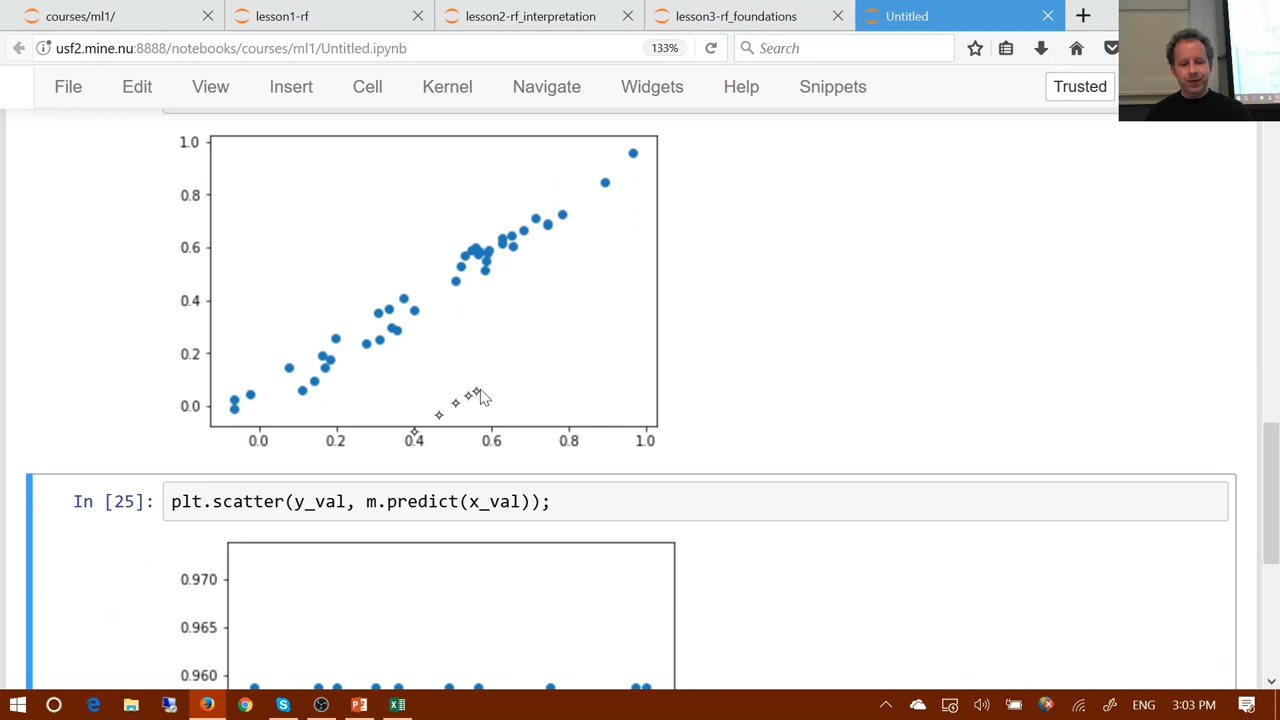 courses/ml1/
lesson1-rf
lesson2-rf_interpretation
lesson3-rf_foundations
Untitled
usf2.mine.nu:8888/notebooks/courses/ml1/Untitled.ipynb
133%
Search
File Edit View Insert Cell Kernel Navigate Widgets Help Snippets Trusted
1.0
0.8
0.6
0.4
0.2
0.0
0.0 0.2 0.4 0.6 0.8 1.0
In [25]: plt.scatter(y_val, m.predict(x_val));
0.970
0.965
0.960
ENG 3:03 PM